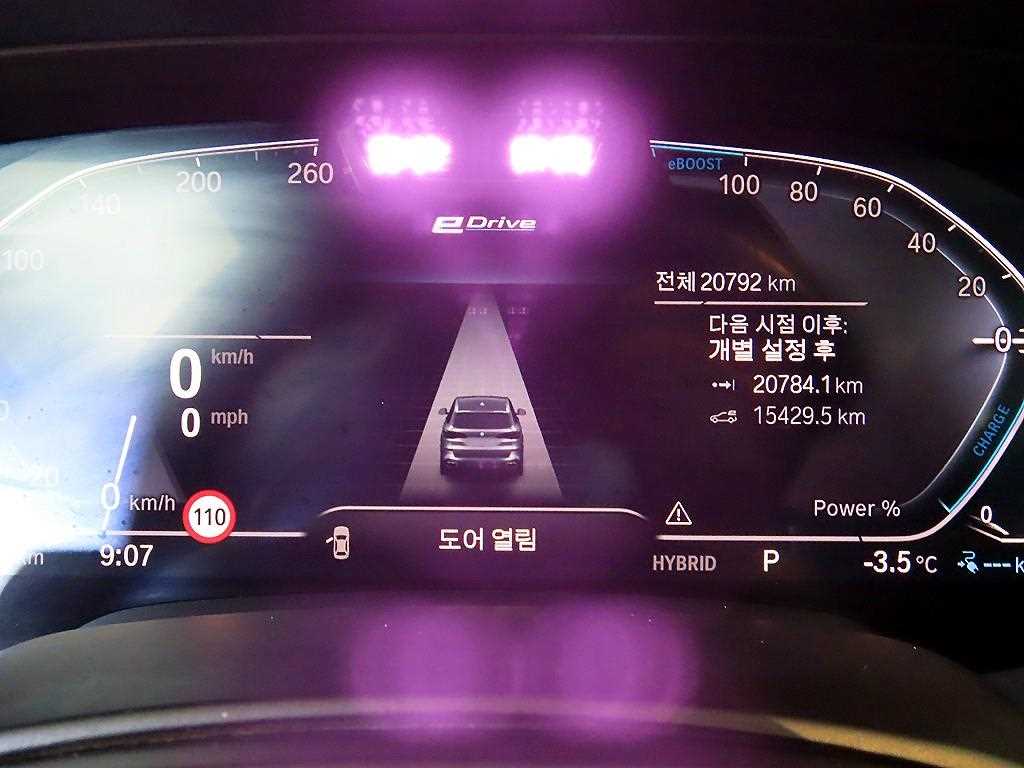 140
200
260
eBOOST
100
80
60
40
20
0
100
eDrive
전체 20792 km
다음 시점 이후:
개별 설정 후
20784.1 km
15429.5 km
0 km/h
0 mph
CHARGE
20
0 km/h
110
Power %
0
km
9:07
도어 열림
HYBRID
P
-3.5 °C
--- k